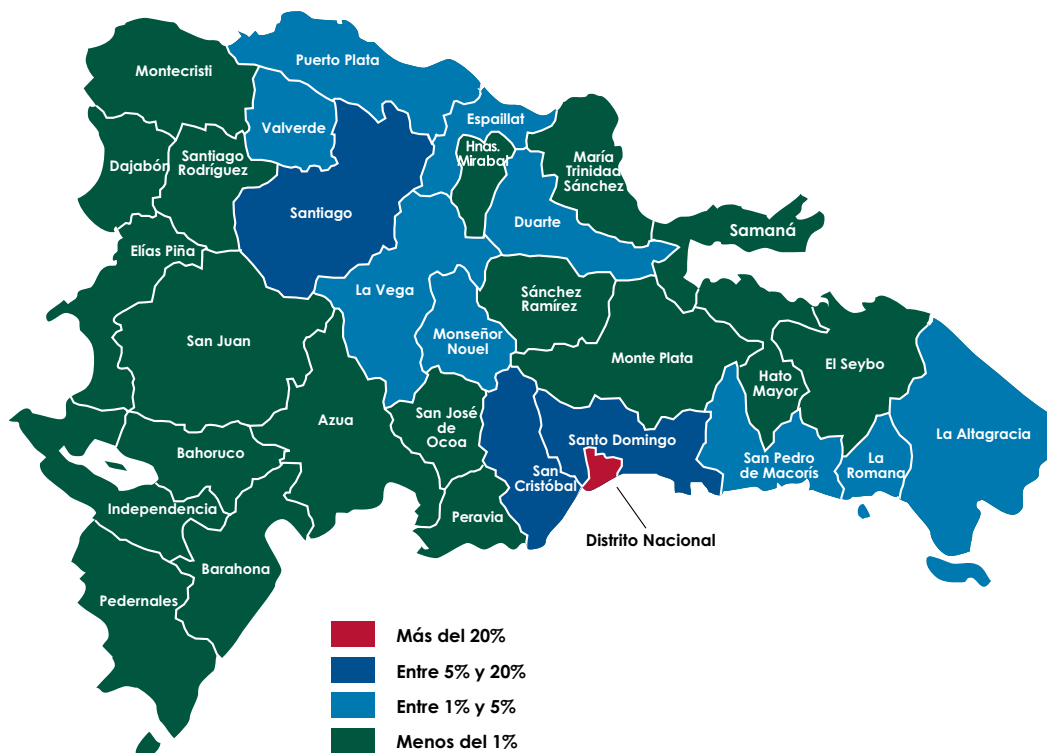 Puerto Plata
Montecristi
Espaillat
Valverde
Hnas.
Mirabal
María
Trinidad
Sánchez
Dajabón
Santiago
Rodríguez
Santiago
Duarte
Samaná
Elías Piña
La Vega
Sánchez
Ramírez
San Juan
Monseñor
Nouel
Monte Plata
Hato
Mayor
El Seybo
Azua
San José
de
Ocoa
Santo Domingo
La Altagracia
Bahoruco
San
Cristóbal
San Pedro
de Macorís
La
Romana
Independencia
Peravia
Distrito Nacional
Barahona
Pedernales
Más del 20%
Entre 5% y 20%
Entre 1% y 5%
Menos del 1%